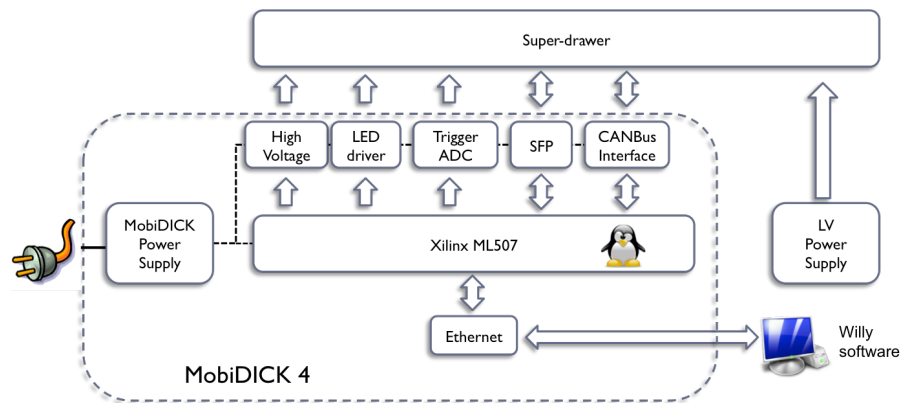 Super-drawer
High
Voltage
LED
driver
Trigger
ADC
SFP
CANBus
Interface
MobiDICK
Power
Supply
Xilinx ML507
LV
Power
Supply
Ethernet
Willy
software
MobiDICK 4